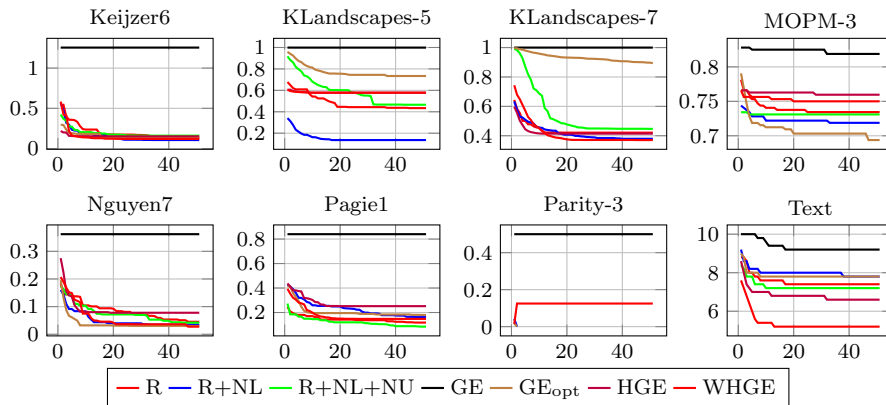 Keijzer6 KLandscapes-5 KLandscapes-7 MOPM-3
1 0.5 0 0 20 40
1 0.8 0.6 0.4 0.2 0 20 40
1 0.8 0.6 0.4 0 20 40
0.8 0.75 0.7 0 20 40
Nguyen7 Pagie1 Parity-3 Text
0.3 0.2 0.1 0 0 20 40
0.8 0.6 0.4 0.2 0 20 40
0.4 0.2 0 0 20 40
10 8 6 0 20 40
R R+NL R+NL+NU GE GEopt HGE WHGE